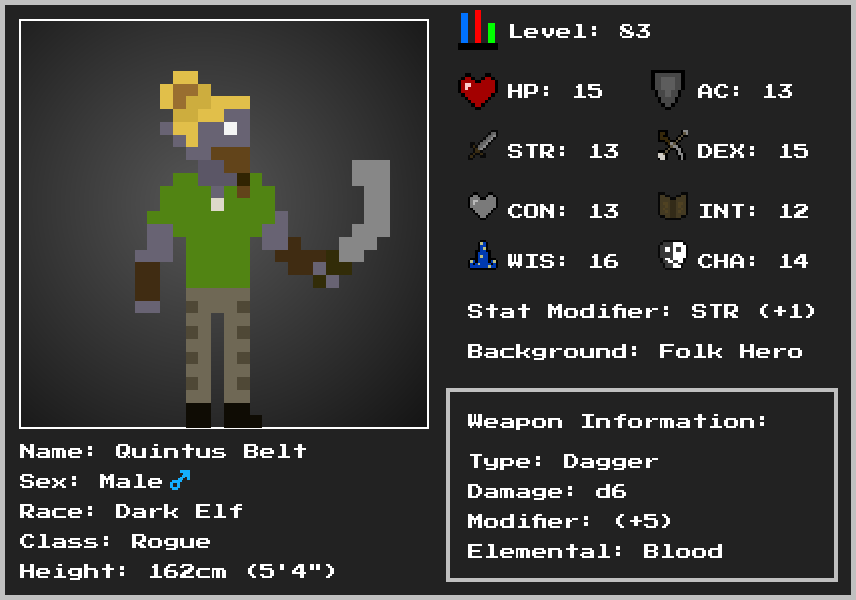 Level: 83
HP: 15
AC: 13
STR: 13
DEX: 15
CON: 13
INT: 12
WIS: 16
CHA: 14
Stat Modifier: STR (+1)
Background: Folk Hero
Weapon Information:
Type: Dagger
Damage: d6
Modifier: (+5)
Elemental: Blood
Name: Quintus Belt
Sex: Male♂
Race: Dark Elf
Class: Rogue
Height: 162cm (5'4")